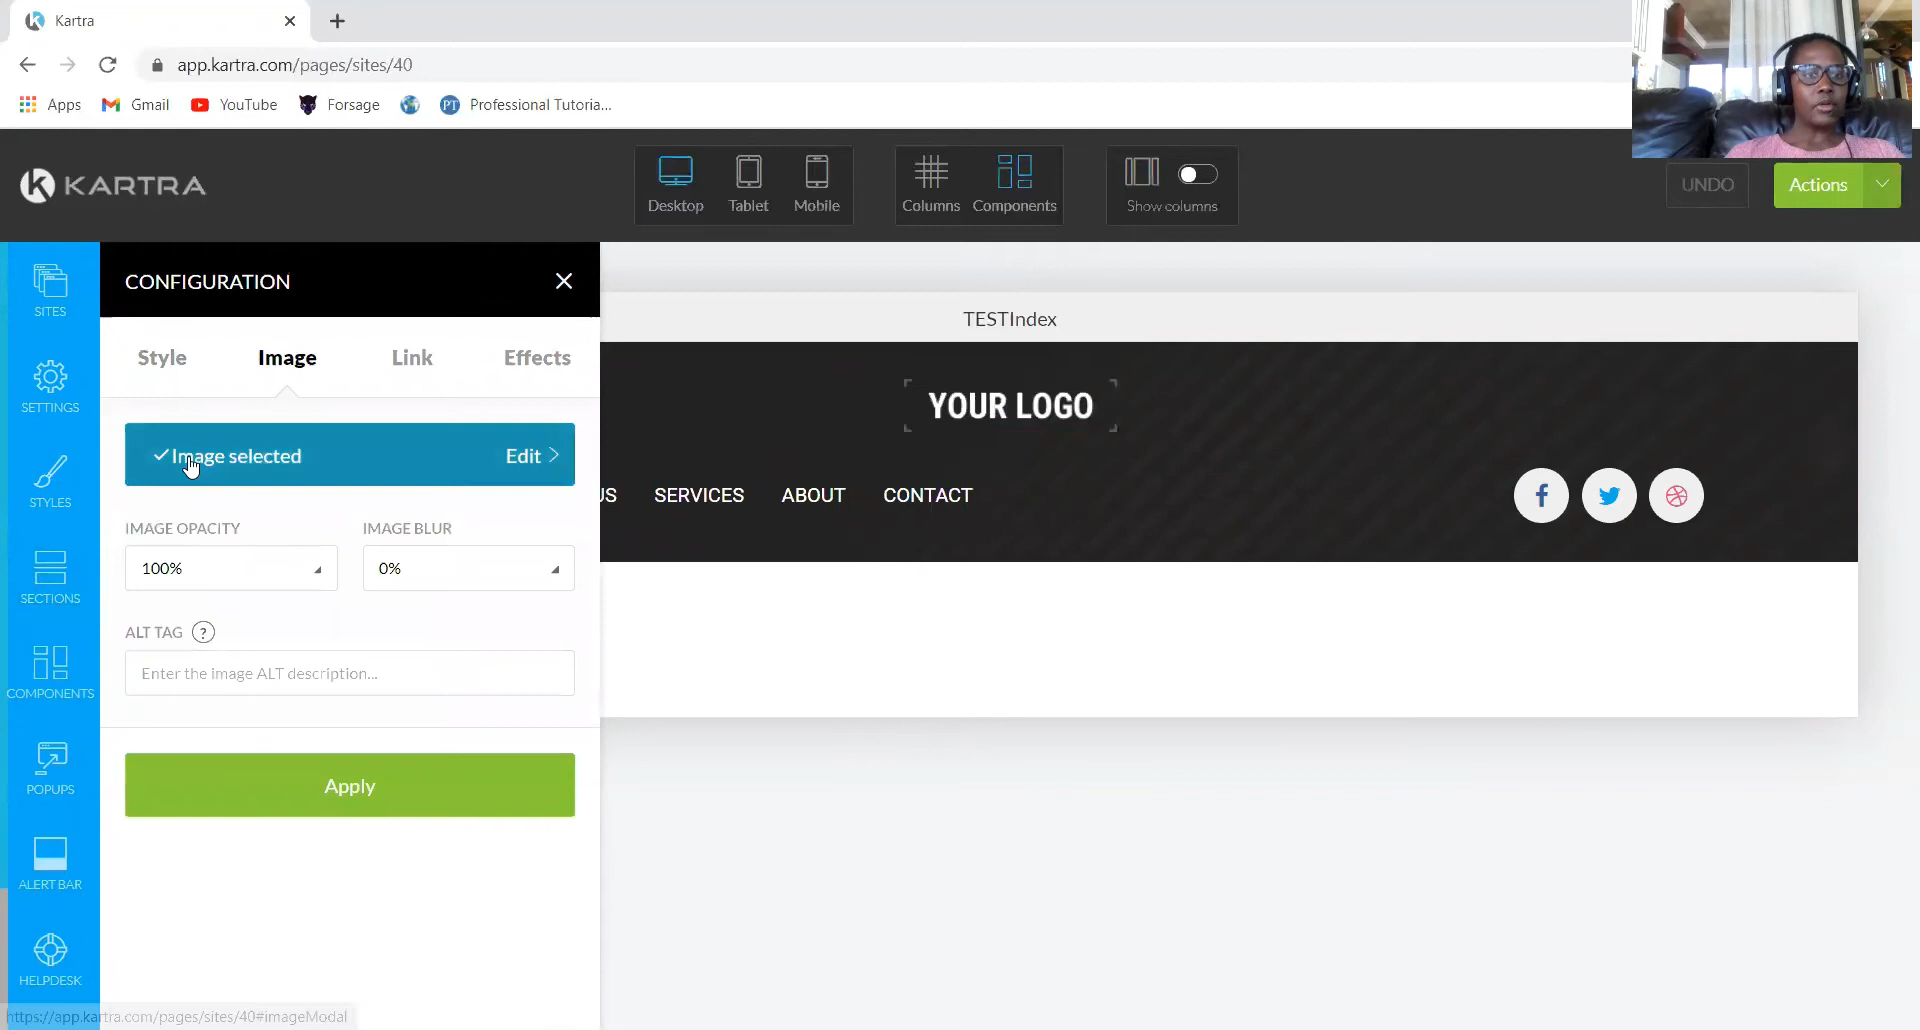 Kartra
app.kartra.com/pages/sites/40
Apps Gmail YouTube Forsage PT Professional Tutoria...
KARTRA
Desktop Tablet Mobile
Columns Components
Show columns
UNDO
Actions
SITES
SETTINGS
STYLES
SECTIONS
COMPONENTS
POPUPS
ALERT BAR
HELPDESK
CONFIGURATION
Style Image Link Effects
Image selected Edit
IMAGE OPACITY IMAGE BLUR
100% 0%
ALT TAG ?
Enter the image ALT description...
Apply
TESTIndex
YOUR LOGO
US SERVICES ABOUT CONTACT
https://app.kartra.com/pages/sites/40#imageModal